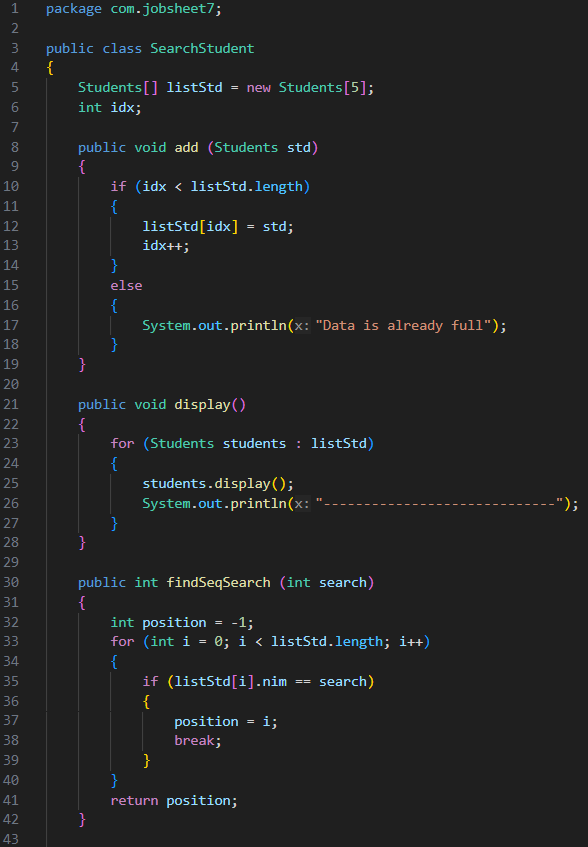 1 package com.jobsheet7;
2
3 public class SearchStudent
4 {
5     Students[] listStd = new Students[5];
6     int idx;
7
8     public void add (Students std)
9     {
10         if (idx < listStd.length)
11         {
12             listStd[idx] = std;
13             idx++;
14         }
15         else
16         {
17             System.out.println(x: "Data is already full");
18         }
19     }
20
21     public void display()
22     {
23         for (Students students : listStd)
24         {
25             students.display();
26             System.out.println(x: "-----------------------------");
27         }
28     }
29
30     public int findSeqSearch (int search)
31     {
32         int position = -1;
33         for (int i = 0; i < listStd.length; i++)
34         {
35             if (listStd[i].nim == search)
36             {
37                 position = i;
38                 break;
39             }
40         }
41         return position;
42     }
43